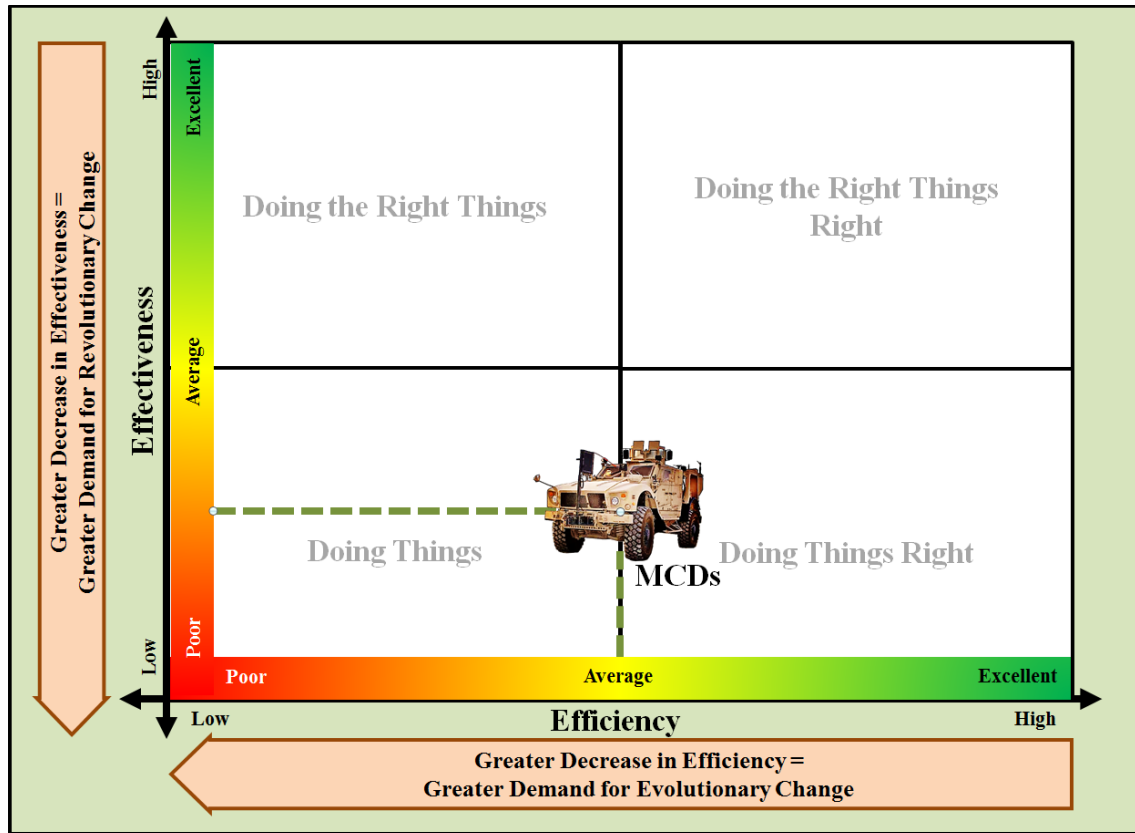 Greater Decrease in Effectiveness =
Greater Demand for Revolutionary Change
Effectiveness
High
Low
Excellent
Average
Poor
Doing the Right Things
Doing the Right Things
Right
Doing Things
Doing Things Right
MCDs
Poor
Average
Excellent
Low
Efficiency
High
Greater Decrease in Efficiency =
Greater Demand for Evolutionary Change